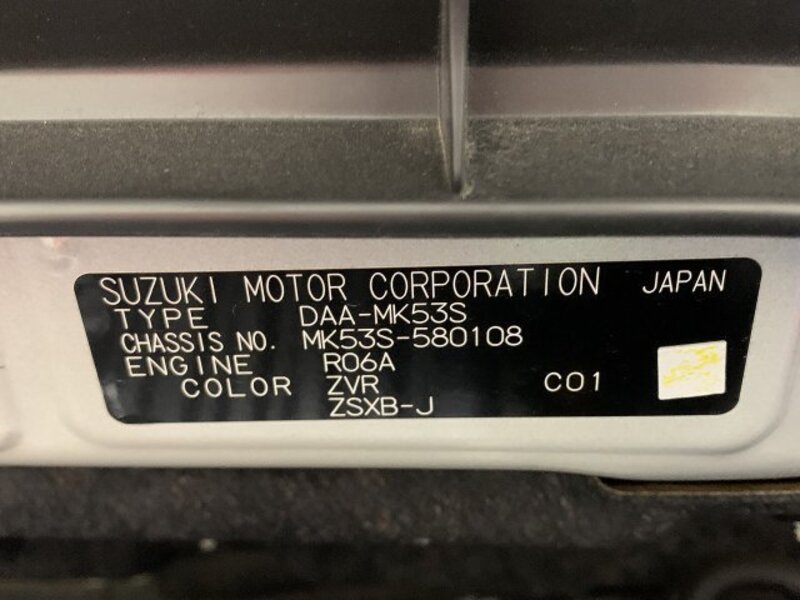 SUZUKI MOTOR CORPORATION JAPAN
TYPE DAA-MK53S
CHASSIS NO. MK53S-580108
ENGINE R06A
COLOR ZVR C01
ZSXB-J